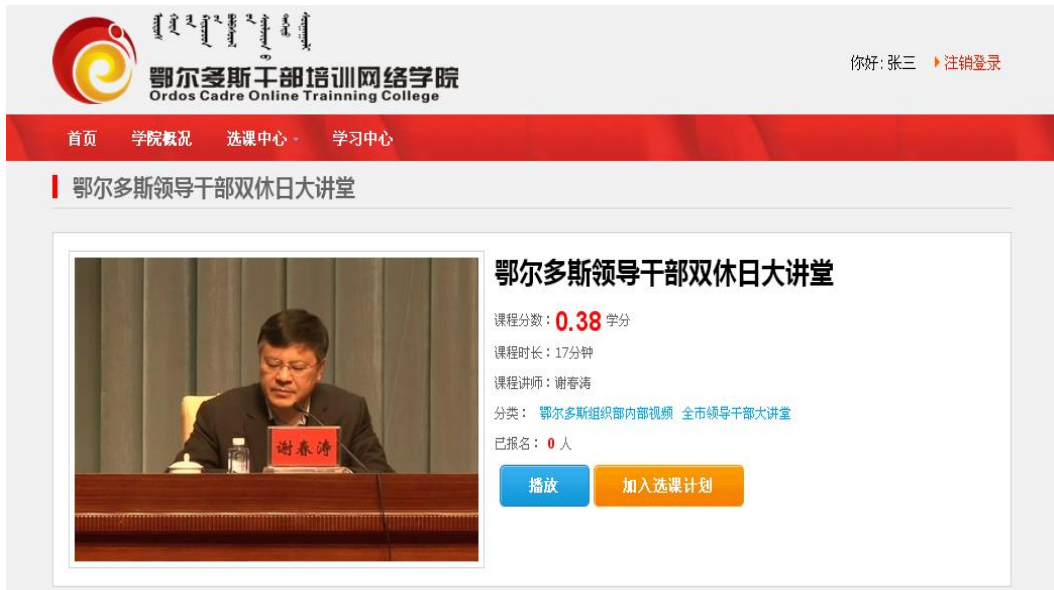 鄂尔多斯干部培训网络学院
Ordos Cadre Online Trainning College
你好: 张三 注销登录
首页 学院概况 选课中心 学习中心
鄂尔多斯领导干部双休日大讲堂
谢春涛
鄂尔多斯领导干部双休日大讲堂
课程分数：0.38 学分
课程时长：17分钟
课程讲师：谢春涛
分类： 鄂尔多斯组织部内部视频 全市领导干部大讲堂
已报名： 0 人
播放 加入选课计划